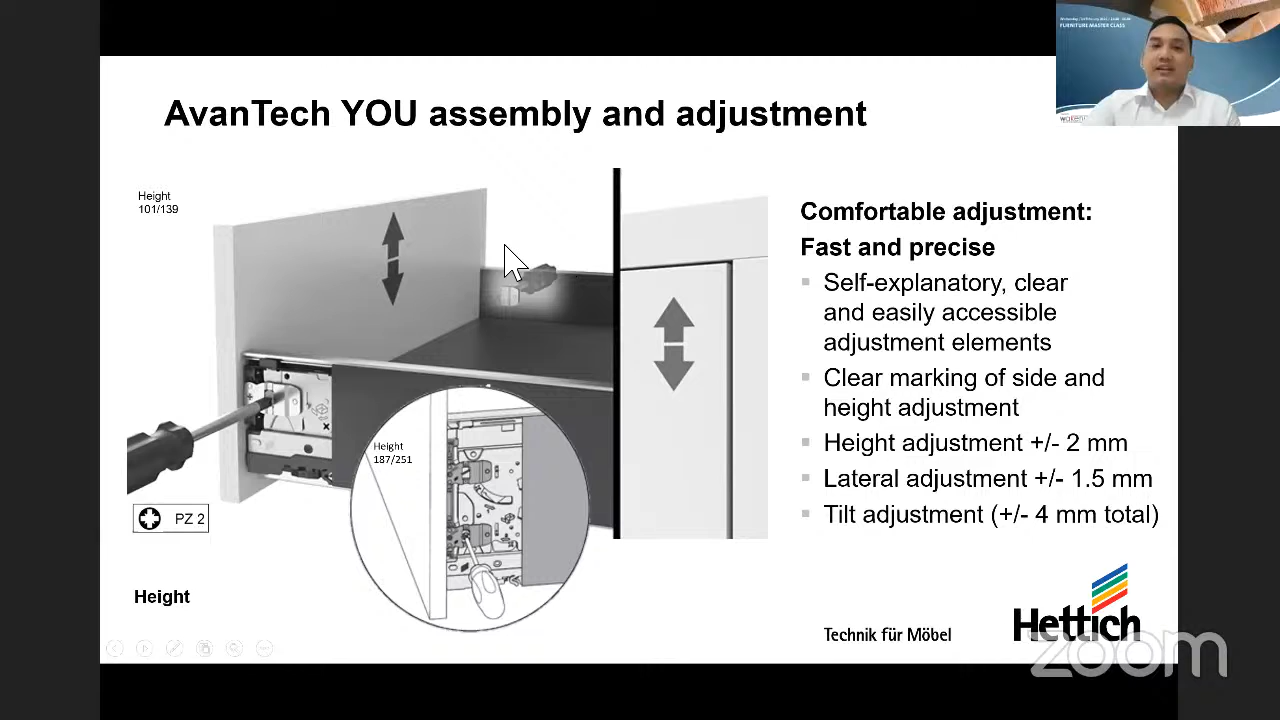 FURNITURE MASTER CLASS
AvanTech YOU assembly and adjustment
Height
101/139
Height
187/251
PZ 2
Height
Comfortable adjustment:
Fast and precise
Self-explanatory, clear
and easily accessible
adjustment elements
Clear marking of side and
height adjustment
Height adjustment +/- 2 mm
Lateral adjustment +/- 1.5 mm
Tilt adjustment (+/- 4 mm total)
Technik für Möbel
Hettich
zoom